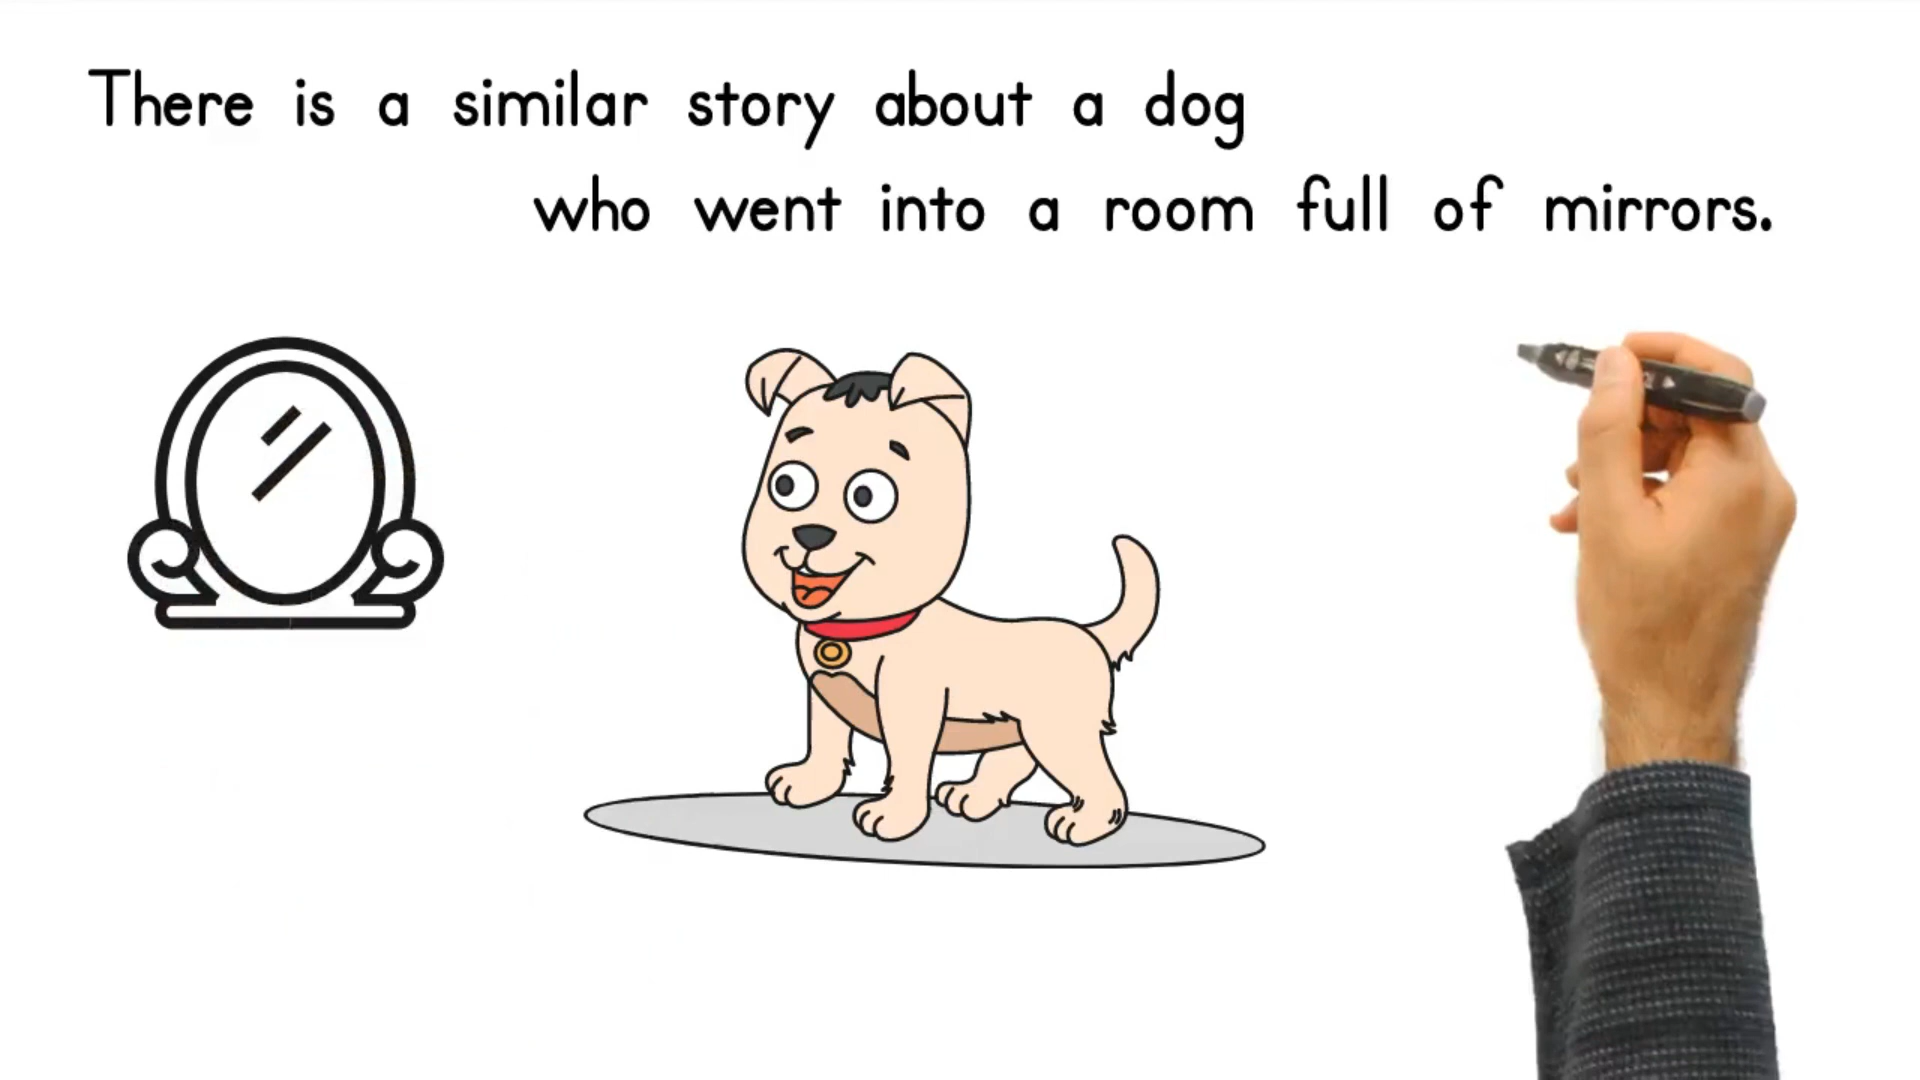 There is a similar story about a dog
who went into a room full of mirrors.